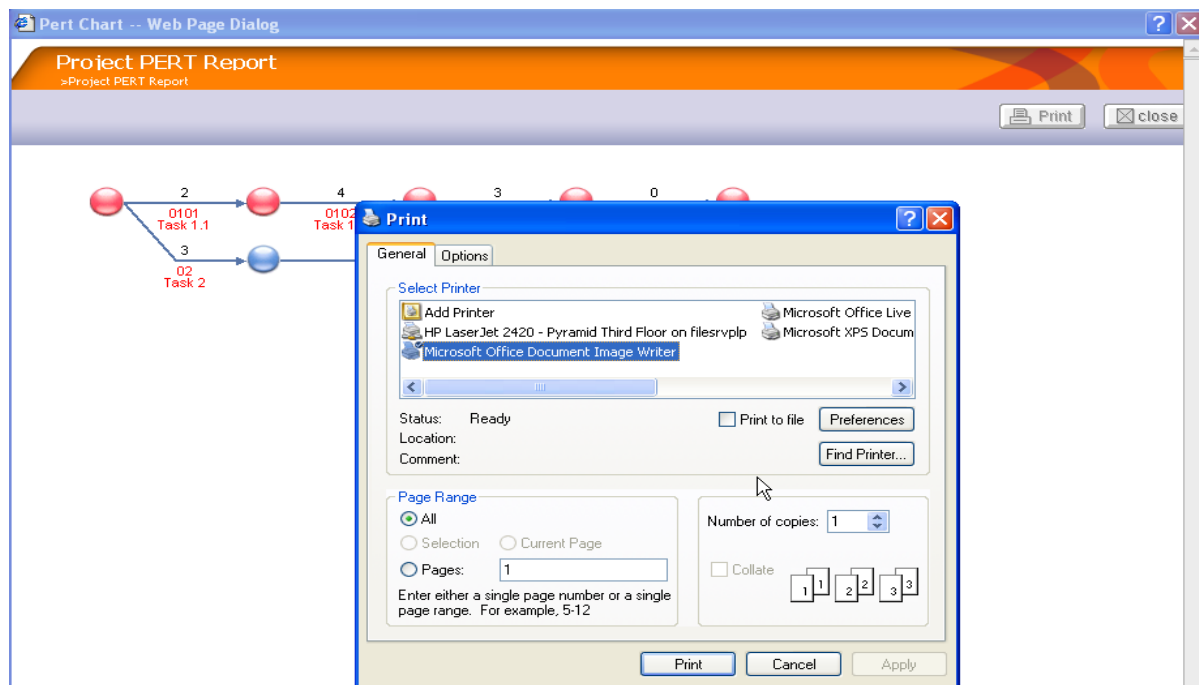 Pert Chart -- Web Page Dialog
Project PERT Report
>Project PERT Report
Print
close
2
4
3
0
0101
Task 1.1
0102
Task 1
3
02
Task 2
Print
General
Options
Select Printer
Add Printer
Microsoft Office Live
HP LaserJet 2420 - Pyramid Third Floor on filesrvplp
Microsoft XPS Docum
Microsoft Office Document Image Writer
Status: Ready
Print to file
Preferences
Location:
Comment:
Find Printer...
Page Range
All
Number of copies: 1
Selection
Current Page
Collate
Pages: 1
1 1 2 2 3 3
Enter either a single page number or a single
page range. For example, 5-12
Print
Cancel
Apply